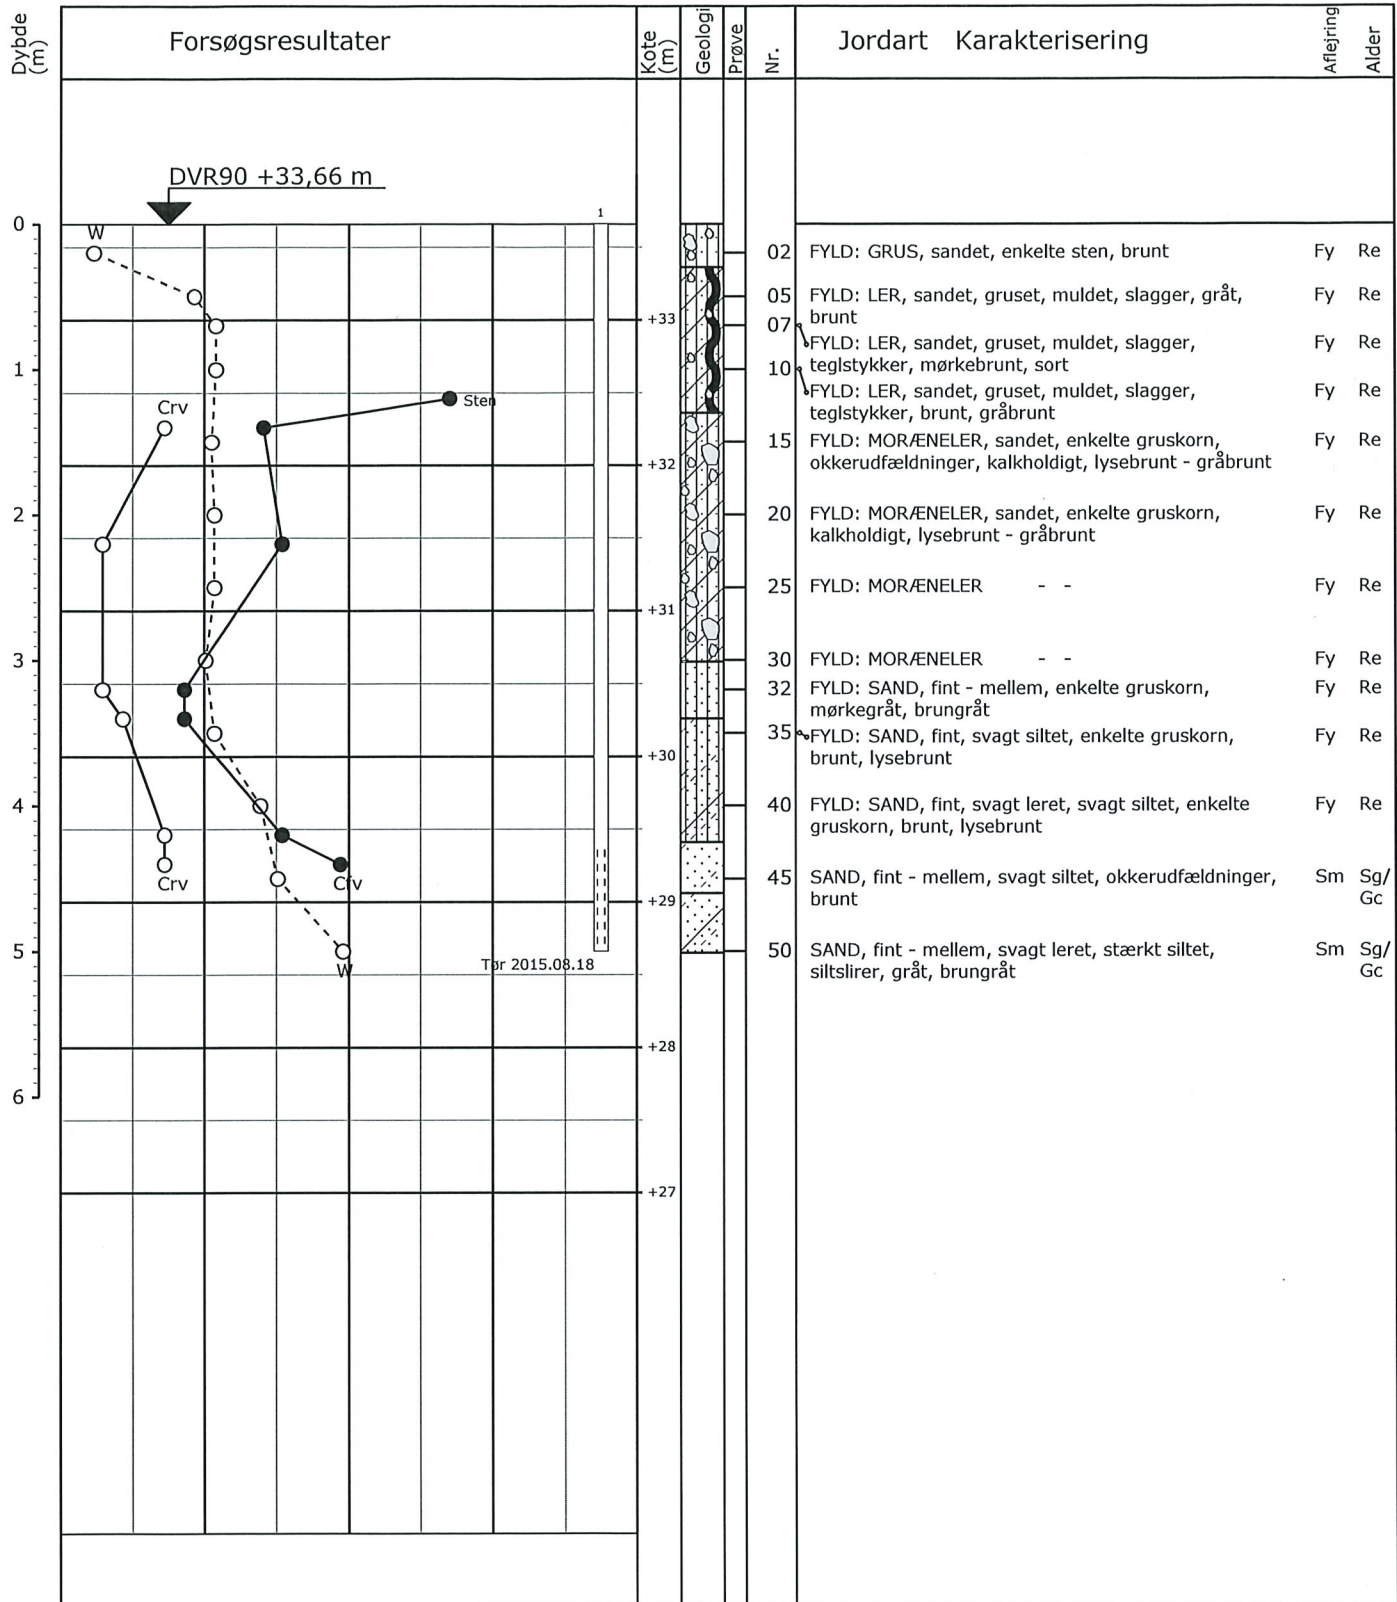 Dybde
(m)
Forsøgsresultater
Kote
(m)
Geologi
Prøve
Nr.
Jordart Karakterisering
Aflejring
Alder
DVR90 +33,66 m
0
W
1
02 FYLD: GRUS, sandet, enkelte sten, brunt Fy Re
05 FYLD: LER, sandet, gruset, muldet, slagger, gråt, Fy Re
brunt
+33
07
FYLD: LER, sandet, gruset, muldet, slagger, Fy Re
teglstykker, mørkebrunt, sort
1
10
FYLD: LER, sandet, gruset, muldet, slagger, Fy Re
teglstykker, brunt, gråbrunt
Sten
Crv
15 FYLD: MORÆNELER, sandet, enkelte gruskorn, Fy Re
okkerudfældninger, kalkholdigt, lysebrunt - gråbrunt
+32
2
20 FYLD: MORÆNELER, sandet, enkelte gruskorn, Fy Re
kalkholdigt, lysebrunt - gråbrunt
25 FYLD: MORÆNELER - - Fy Re
+31
3
30 FYLD: MORÆNELER - - Fy Re
32 FYLD: SAND, fint - mellem, enkelte gruskorn, Fy Re
mørkegråt, brungråt
35 FYLD: SAND, fint, svagt siltet, enkelte gruskorn, Fy Re
brunt, lysebrunt
+30
4
40 FYLD: SAND, fint, svagt leret, svagt siltet, enkelte Fy Re
gruskorn, brunt, lysebrunt
Crv
Cfv
45 SAND, fint - mellem, svagt siltet, okkerudfældninger, Sm Sg/
brunt Gc
+29
5
50 SAND, fint - mellem, svagt leret, stærkt siltet, Sm Sg/
siltslirer, gråt, brungråt Gc
W
Tør 2015.08.18
+28
6
+27